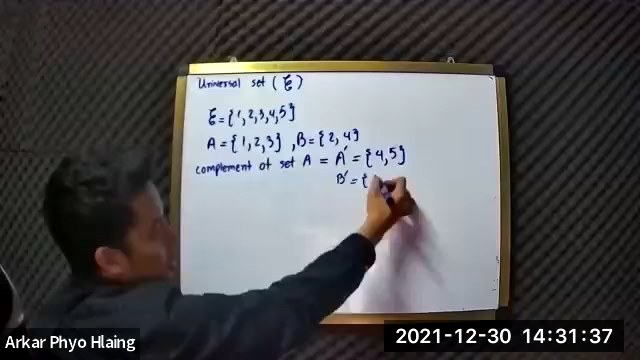 Universal set (ξ)
ξ = {1,2,3,4,5}
A = {1,2,3} , B = {2,4}
complement of set A = A' = {4,5}
B' = {
Arkar Phyo Hlaing
2021-12-30 14:31:37